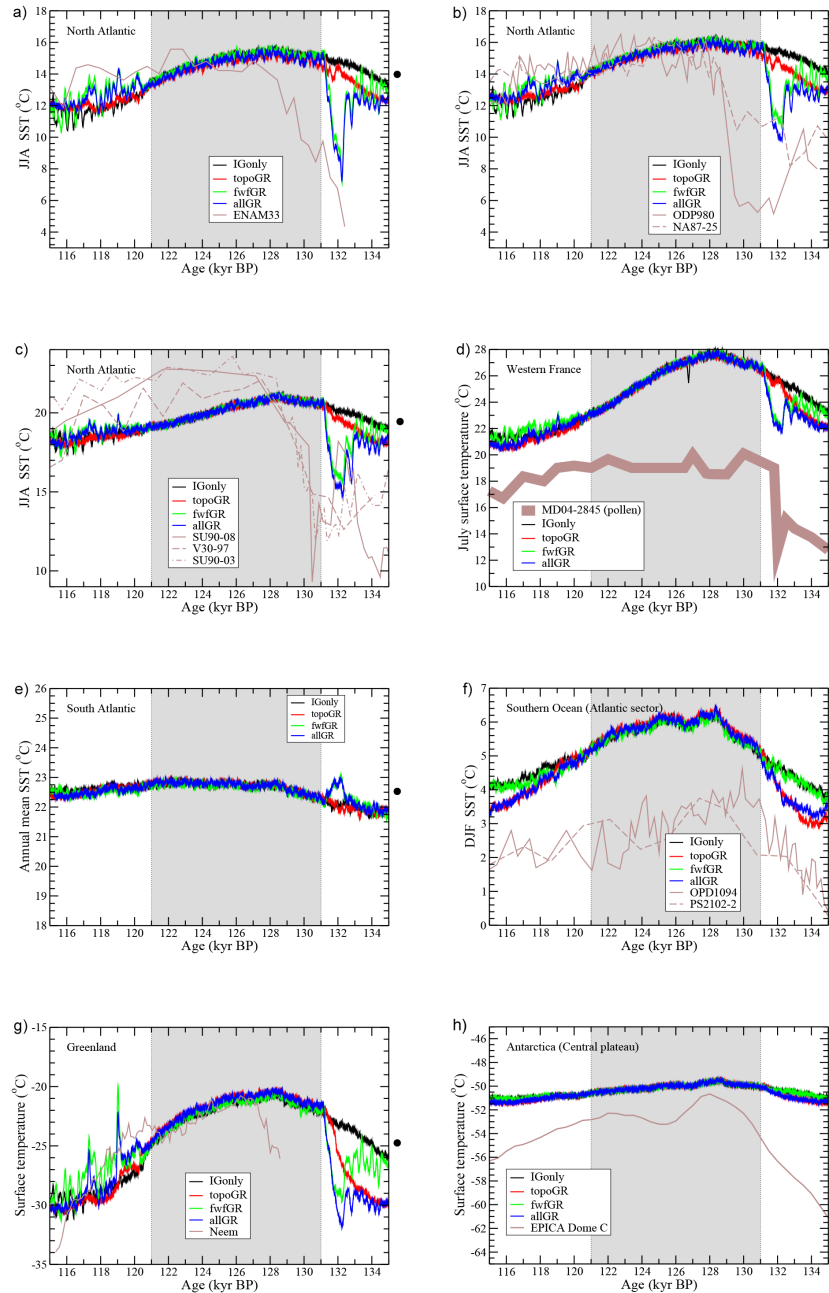 a)
North Atlantic
16
14
12
10
8
6
4
JJA SST (°C)
IGonly
topoGR
fwfGR
allGR
ENAM33
116 118 120 122 124 126 128 130 132 134
Age (kyr BP)
b)
North Atlantic
16
14
12
10
8
6
4
JJA SST (°C)
IGonly
topoGR
fwfGR
allGR
ODP980
NA87-25
116 118 120 122 124 126 128 130 132 134
Age (kyr BP)
c)
North Atlantic
20
15
10
JJA SST (°C)
IGonly
topoGR
fwfGR
allGR
SU90-08
V30-97
SU90-03
116 118 120 122 124 126 128 130 132 134
Age (kyr BP)
d)
Western France
28
26
24
22
20
18
16
14
12
10
July surface temperature (°C)
MD04-2845 (pollen)
IGonly
topoGR
fwfGR
allGR
116 118 120 122 124 126 128 130 132 134
Age (kyr BP)
e)
South Atlantic
26
25
24
23
22
21
20
19
18
Annual mean SST (°C)
IGonly
topoGR
fwfGR
allGR
116 118 120 122 124 126 128 130 132 134
Age (kyr BP)
f)
Southern Ocean (Atlantic sector)
7
6
5
4
3
2
1
0
DJF SST (°C)
IGonly
topoGR
fwfGR
allGR
OPD1094
PS2102-2
116 118 120 122 124 126 128 130 132 134
Age (kyr BP)
g)
Greenland
-15
-20
-25
-30
-35
Surface temperature (°C)
IGonly
topoGR
fwfGR
allGR
Neem
116 118 120 122 124 126 128 130 132 134
Age (kyr BP)
h)
Antarctica (Central plateau)
-46
-48
-50
-52
-54
-56
-58
-60
-62
-64
Surface temperature (°C)
IGonly
topoGR
fwfGR
allGR
EPICA Dome C
116 118 120 122 124 126 128 130 132 134
Age (kyr BP)